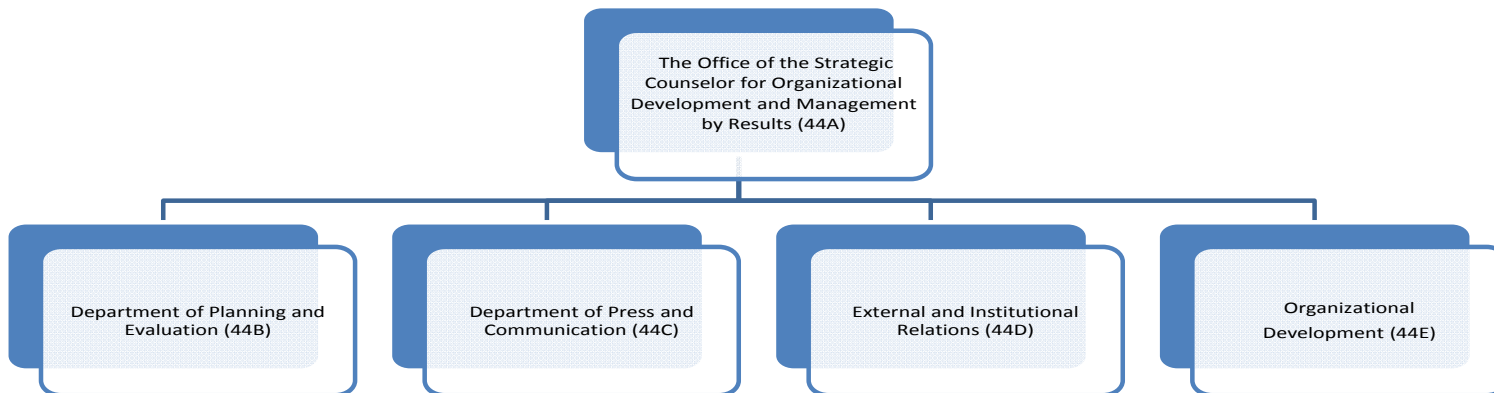 The Office of the Strategic
Counselor for Organizational
Development and Management
by Results (44A)
Department of Planning and
Evaluation (44B)
Department of Press and
Communication (44C)
External and Institutional
Relations (44D)
Organizational
Development (44E)